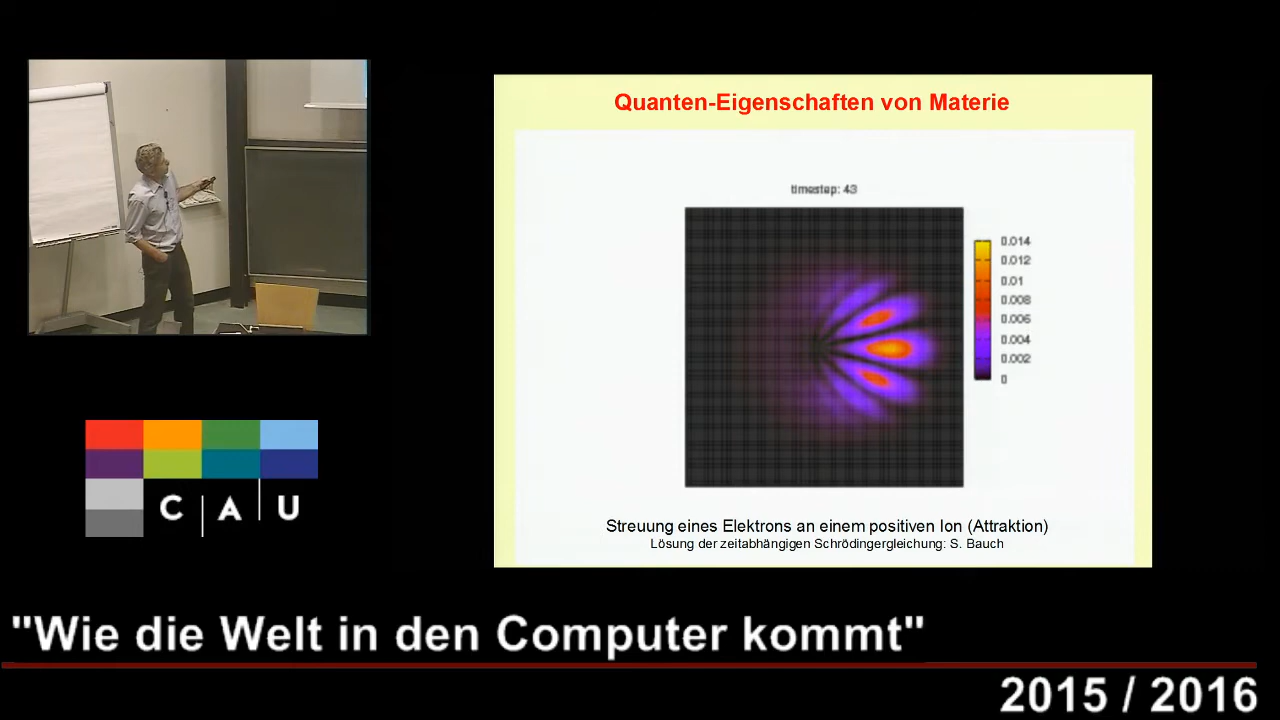 Quanten-Eigenschaften von Materie
timestep: 43
0.014
0.012
0.01
0.008
0.006
0.004
0.002
0
Streuung eines Elektrons an einem positiven Ion (Attraktion)
Lösung der zeitabhängigen Schrödingergleichung: S. Bauch
C A U
"Wie die Welt in den Computer kommt"
2015 / 2016